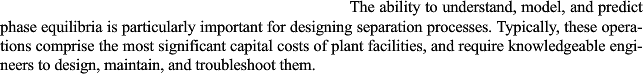 The ability to understand, model, and predict
phase equilibria is particularly important for designing separation processes. Typically, these opera-
tions comprise the most significant capital costs of plant facilities, and require knowledgeable engi-
neers to design, maintain, and troubleshoot them.